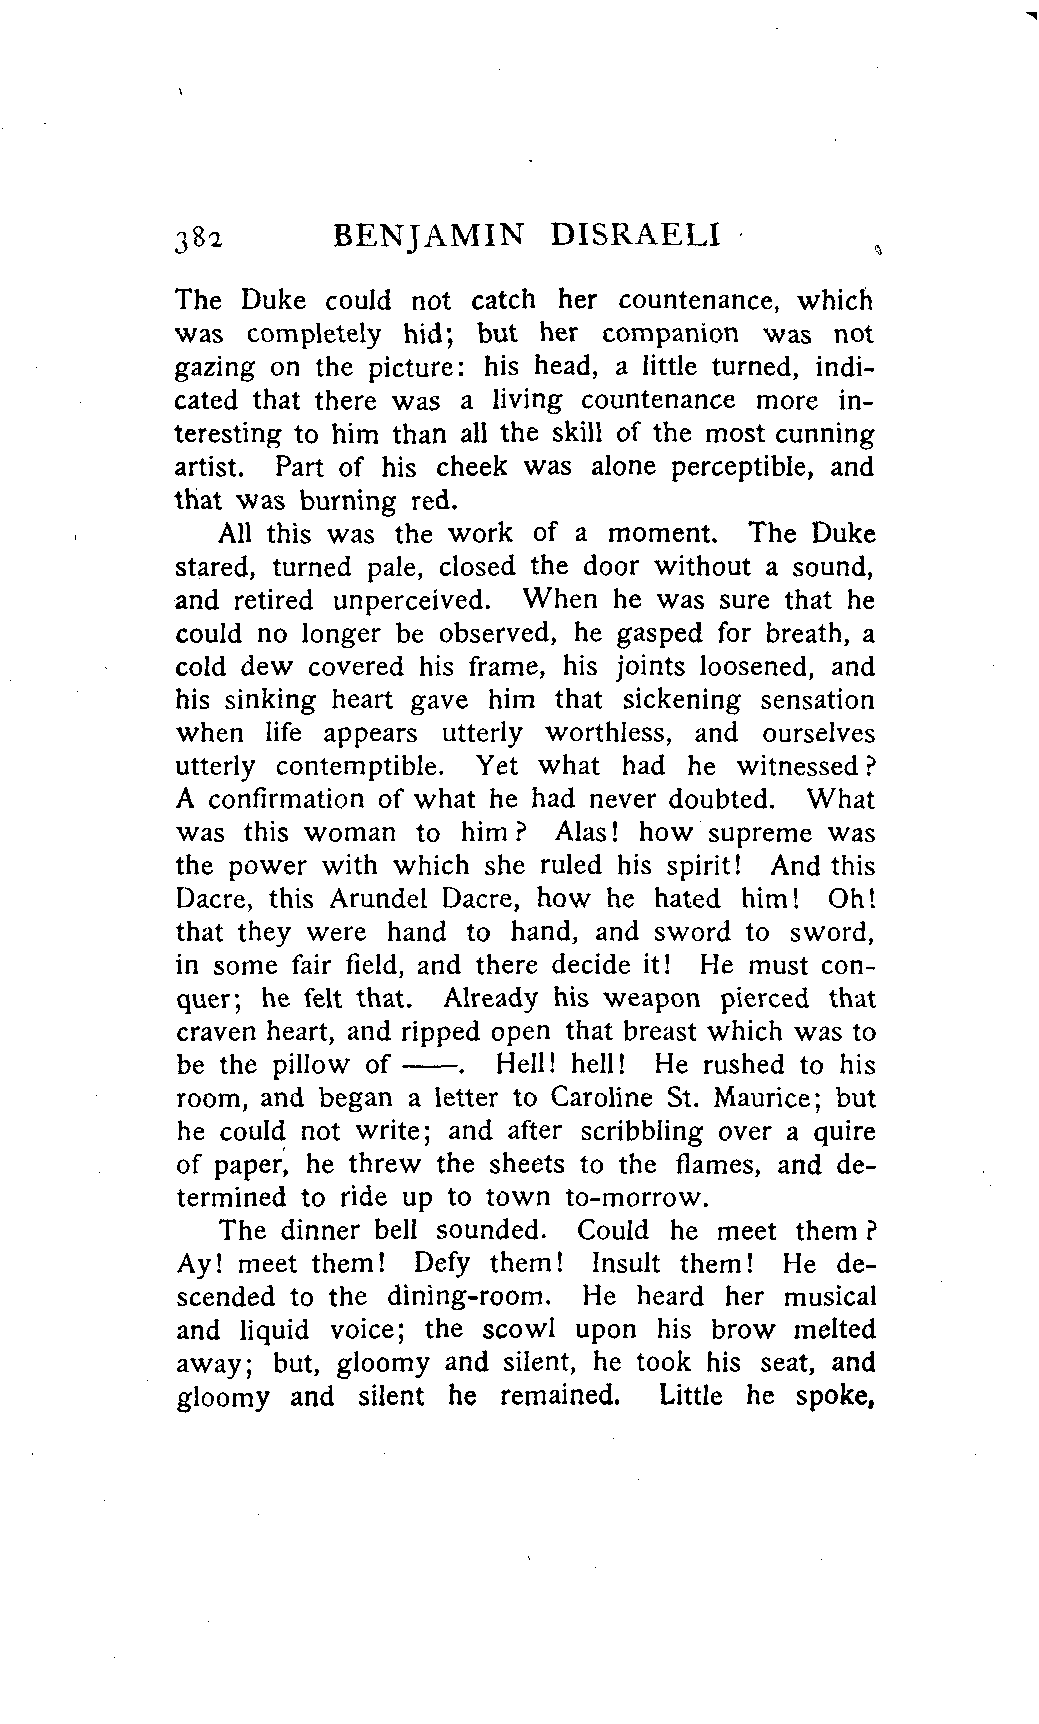 382 BENJAMIN DISRAELI
The Duke could not catch her countenance, which
was completely hid; but her companion was not
gazing on the picture: his head, a little turned, indi-
cated that there was a living countenance more in-
teresting to him than all the skill of the most cunning
artist. Part of his cheek was alone perceptible, and
that was burning red.
All this was the work of a moment. The Duke
stared, turned pale, closed the door without a sound,
and retired unperceived. When he was sure that he
could no longer be observed, he gasped for breath, a
cold dew covered his frame, his joints loosened, and
his sinking heart gave him that sickening sensation
when life appears utterly worthless, and ourselves
utterly contemptible. Yet what had he witnessed?
A confirmation of what he had never doubted. What
was this woman to him? Alas! how supreme was
the power with which she ruled his spirit! And this
Dacre, this Arundel Dacre, how he hated him! Oh!
that they were hand to hand, and sword to sword,
in some fair field, and there decide it! He must con-
quer; he felt that. Already his weapon pierced that
craven heart, and ripped open that breast which was to
be the pillow of ——. Hell! hell! He rushed to his
room, and began a letter to Caroline St. Maurice; but
he could not write; and after scribbling over a quire
of paper, he threw the sheets to the flames, and de-
termined to ride up to town to-morrow.
The dinner bell sounded. Could he meet them?
Ay! meet them! Defy them! Insult them! He de-
scended to the dining-room. He heard her musical
and liquid voice; the scowl upon his brow melted
away; but, gloomy and silent, he took his seat, and
gloomy and silent he remained. Little he spoke,